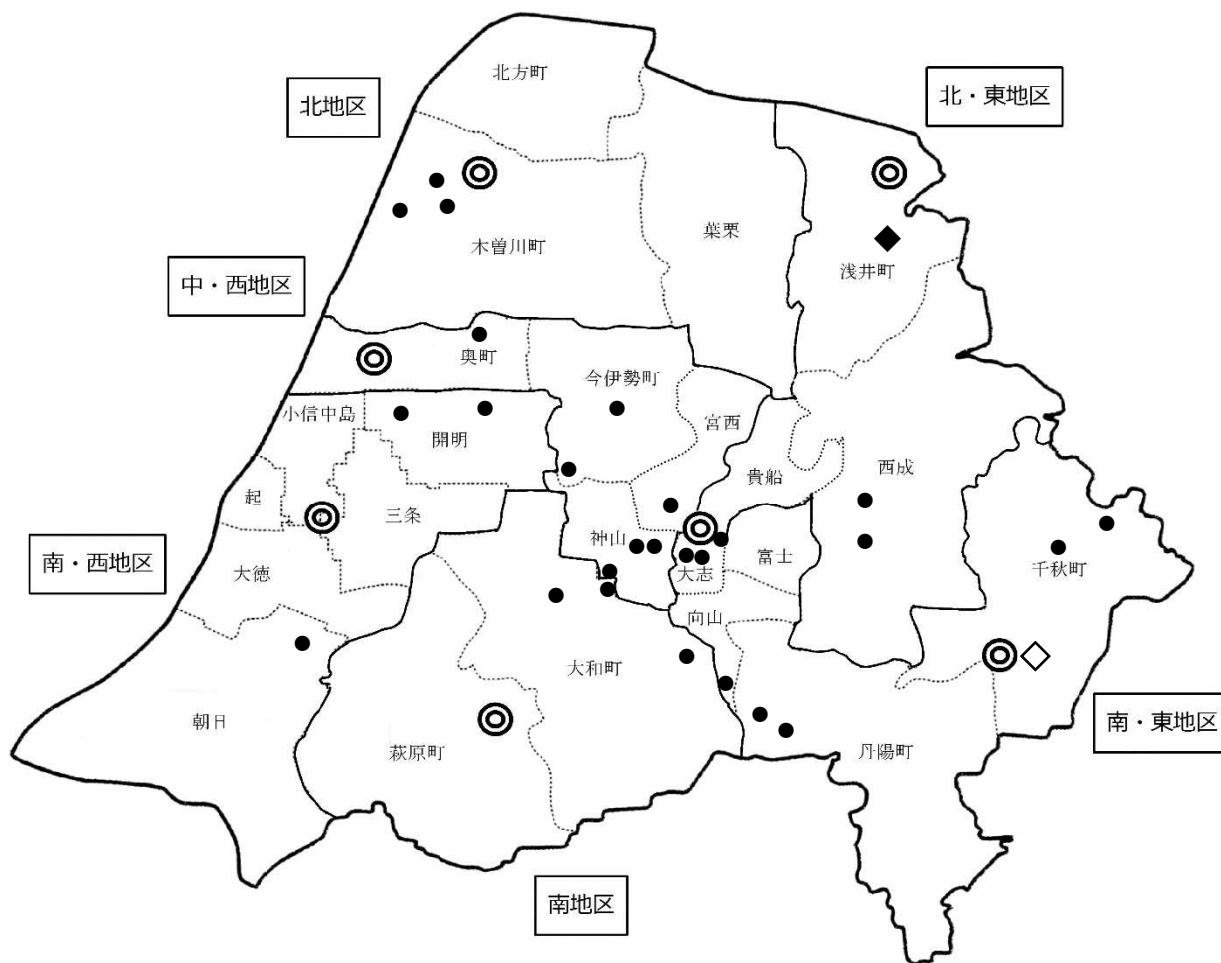 北方町
北地区
北・東地区
葉栗
木曽川町
浅井町
中・西地区
奥町
今伊勢町
小信中島
宮西
開明
貴船
西成
起
三条
神山
富士
千秋町
南・西地区
大徳
大志
向山
大和町
朝日
萩原町
丹陽町
南・東地区
南地区